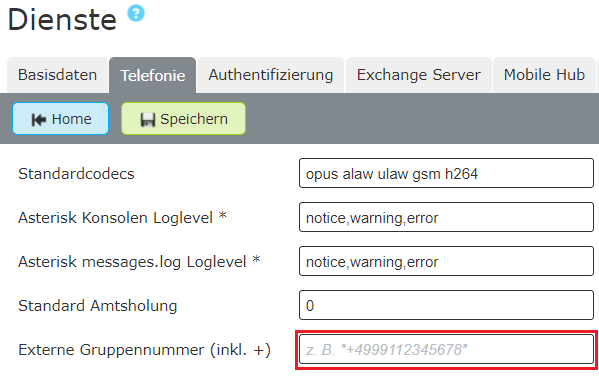 Dienste ?
Basisdaten Telefonie Authentifizierung Exchange Server Mobile Hub
Home Speichern
Standardcodecs opus alaw ulaw gsm h264
Asterisk Konsolen Loglevel * notice,warning,error
Asterisk messages.log Loglevel * notice,warning,error
Standard Amtsholung 0
Externe Gruppennummer (inkl. +) z. B. "+4999112345678"